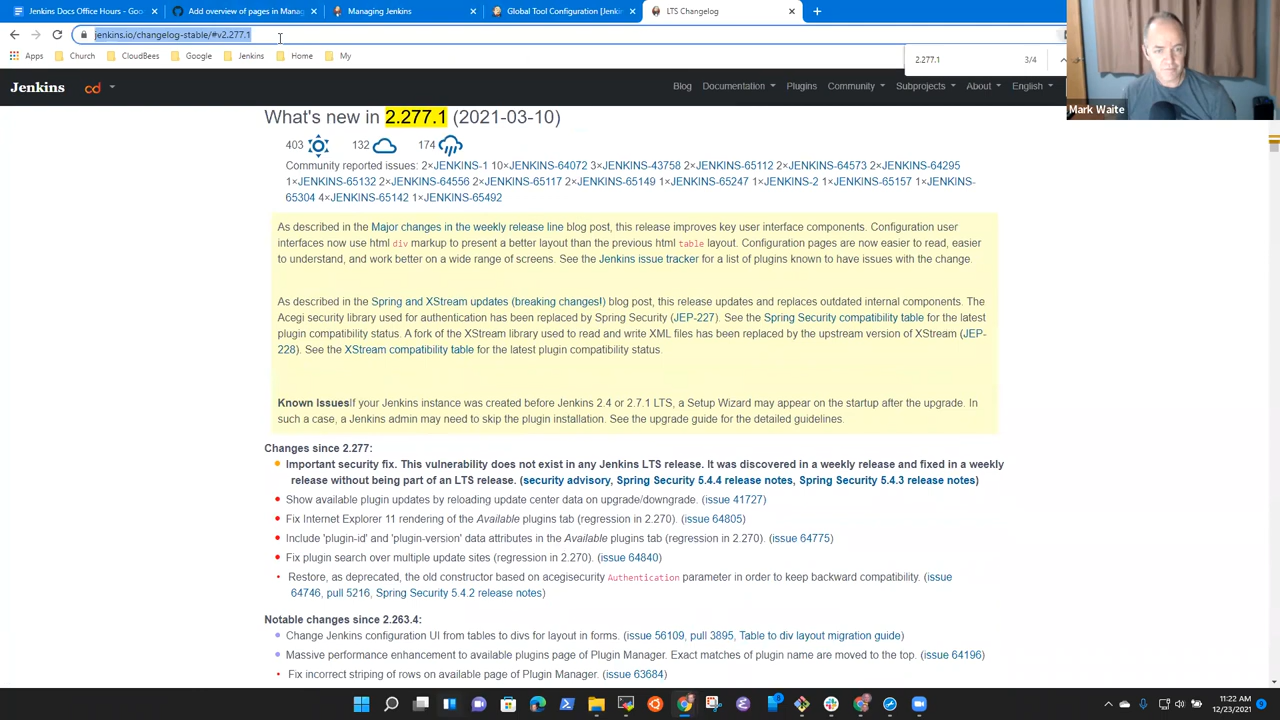 Jenkins Docs Office Hours - Goo
Add overview of pages in Manag
Managing Jenkins
Global Tool Configuration [Jenkin
LTS Changelog
jenkins.io/changelog-stable/#v2.277.1
Apps
Church
CloudBees
Google
Jenkins
Home
My
2.277.1
3/4
Mark Waite
Jenkins
cd
Blog
Documentation
Plugins
Community
Subprojects
About
English
What's new in 2.277.1 (2021-03-10)
403
132
174
Community reported issues: 2×JENKINS-1 10×JENKINS-64072 3×JENKINS-43758 2×JENKINS-65112 2×JENKINS-64573 2×JENKINS-64295
1×JENKINS-65132 2×JENKINS-64556 2×JENKINS-65117 2×JENKINS-65149 1×JENKINS-65247 1×JENKINS-2 1×JENKINS-65157 1×JENKINS-
65304 4×JENKINS-65142 1×JENKINS-65492
As described in the Major changes in the weekly release line blog post, this release improves key user interface components. Configuration user
interfaces now use html div markup to present a better layout than the previous html table layout. Configuration pages are now easier to read, easier
to understand, and work better on a wide range of screens. See the Jenkins issue tracker for a list of plugins known to have issues with the change.
As described in the Spring and XStream updates (breaking changes!) blog post, this release updates and replaces outdated internal components. The
Acegi security library used for authentication has been replaced by Spring Security (JEP-227). See the Spring Security compatibility table for the latest
plugin compatibility status. A fork of the XStream library used to read and write XML files has been replaced by the upstream version of XStream (JEP-
228). See the XStream compatibility table for the latest plugin compatibility status.
Known IssuesIf your Jenkins instance was created before Jenkins 2.4 or 2.7.1 LTS, a Setup Wizard may appear on the startup after the upgrade. In
such a case, a Jenkins admin may need to skip the plugin installation. See the upgrade guide for the detailed guidelines.
Changes since 2.277:
Important security fix. This vulnerability does not exist in any Jenkins LTS release. It was discovered in a weekly release and fixed in a weekly
release without being part of an LTS release. (security advisory, Spring Security 5.4.4 release notes, Spring Security 5.4.3 release notes)
Show available plugin updates by reloading update center data on upgrade/downgrade. (issue 41727)
Fix Internet Explorer 11 rendering of the Available plugins tab (regression in 2.270). (issue 64805)
Include 'plugin-id' and 'plugin-version' data attributes in the Available plugins tab (regression in 2.270). (issue 64775)
Fix plugin search over multiple update sites (regression in 2.270). (issue 64840)
Restore, as deprecated, the old constructor based on acegisecurity Authentication parameter in order to keep backward compatibility. (issue
64746, pull 5216, Spring Security 5.4.2 release notes)
Notable changes since 2.263.4:
Change Jenkins configuration UI from tables to divs for layout in forms. (issue 56109, pull 3895, Table to div layout migration guide)
Massive performance enhancement to available plugins page of Plugin Manager. Exact matches of plugin name are moved to the top. (issue 64196)
Fix incorrect striping of rows on available page of Plugin Manager. (issue 63684)
11:22 AM
12/23/2021